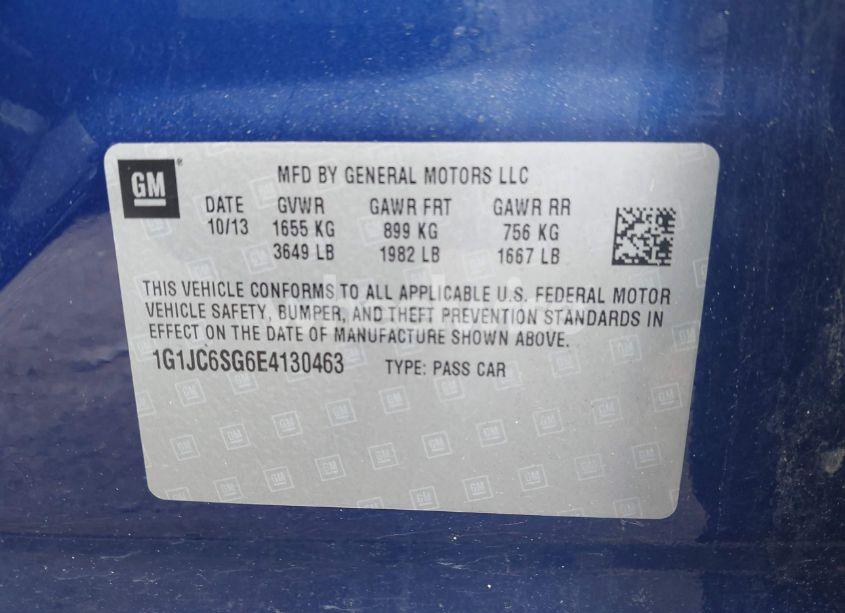 GM
MFD BY GENERAL MOTORS LLC
DATE GVWR GAWR FRT GAWR RR
10/13 1655 KG 899 KG 756 KG
3649 LB 1982 LB 1667 LB
THIS VEHICLE CONFORMS TO ALL APPLICABLE U.S. FEDERAL MOTOR
VEHICLE SAFETY, BUMPER, AND THEFT PREVENTION STANDARDS IN
EFFECT ON THE DATE OF MANUFACTURE SHOWN ABOVE.
1G1JC6SG6E4130463 TYPE: PASS CAR